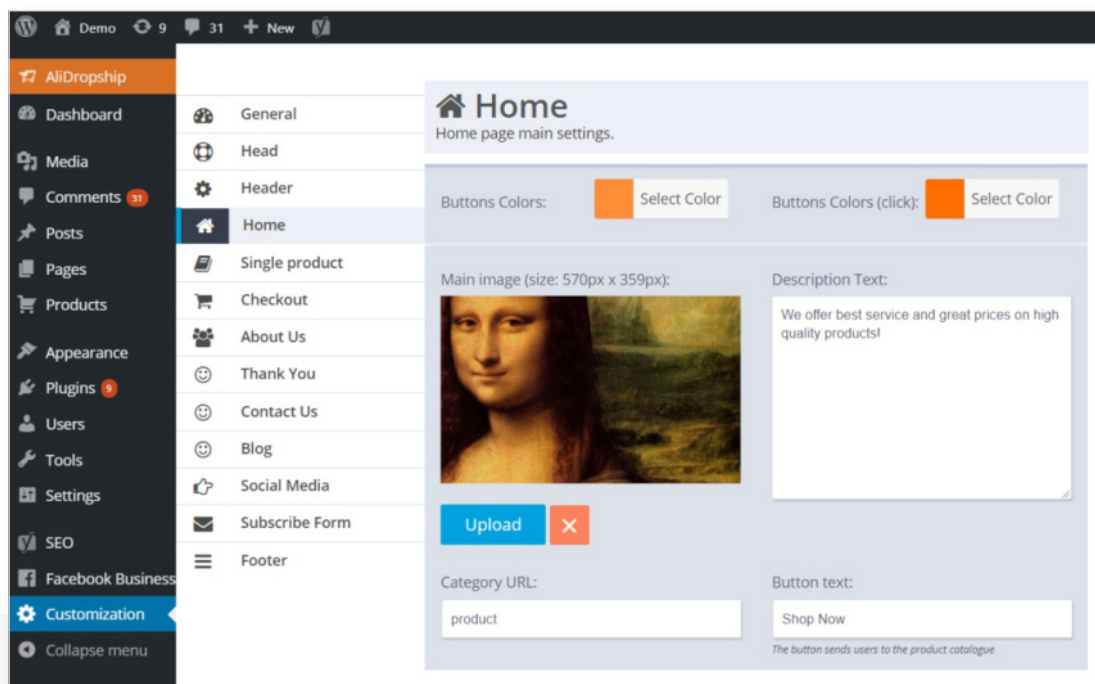 Demo 9 31 + New
AliDropship
Dashboard
Media
Comments 31
Posts
Pages
Products
Appearance
Plugins 9
Users
Tools
Settings
SEO
Facebook Business
Customization
Collapse menu
General
Head
Header
Home
Single product
Checkout
About Us
Thank You
Contact Us
Blog
Social Media
Subscribe Form
Footer
Home
Home page main settings.
Buttons Colors: Select Color
Buttons Colors (click): Select Color
Main image (size: 570px x 359px):
Upload
Description Text:
We offer best service and great prices on high
quality products!
Category URL:
product
Button text:
Shop Now
The button sends users to the product catalogue